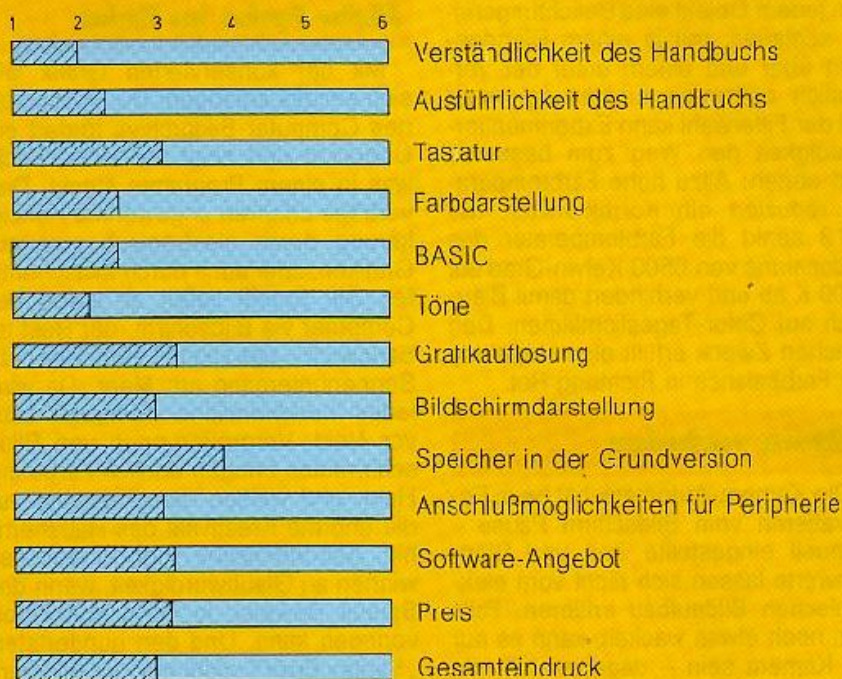 1 2 3 4 5 6
Verständlichkeit des Handbuchs
Ausführlichkeit des Handbuchs
Tastatur
Farbdarstellung
BASIC
Töne
Grafikauflosung
Bildschirmdarstellung
Speicher in der Grundversion
Anschlußmöglichkeiten für Peripherie
Software-Angebot
Preis
Gesamteindruck